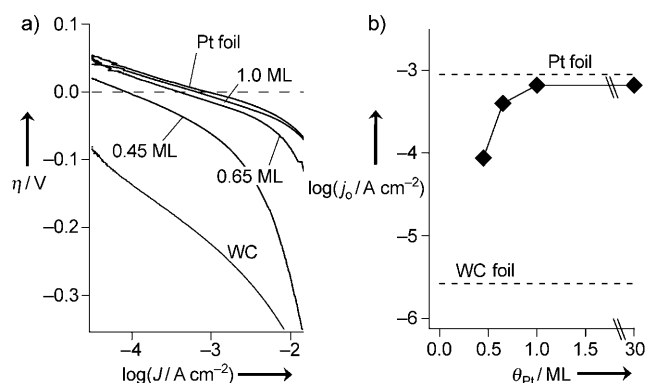 a)
0.1
0.0
−0.1
−0.2
−0.3
η / V
Pt foil
1.0 ML
0.45 ML
0.65 ML
WC
−4
−3
−2
log(J / A cm⁻²)
b)
−3
−4
−5
−6
log(jₒ / A cm⁻²)
Pt foil
WC foil
0.0
0.5
1.0
1.5
30
θPt / ML